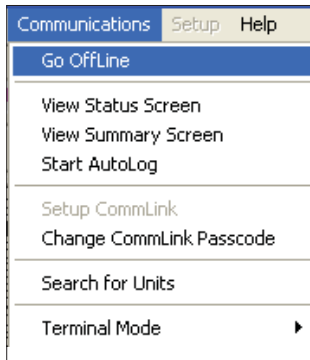 Communications Setup Help
Go OffLine
View Status Screen
View Summary Screen
Start AutoLog
Setup CommLink
Change CommLink Passcode
Search for Units
Terminal Mode